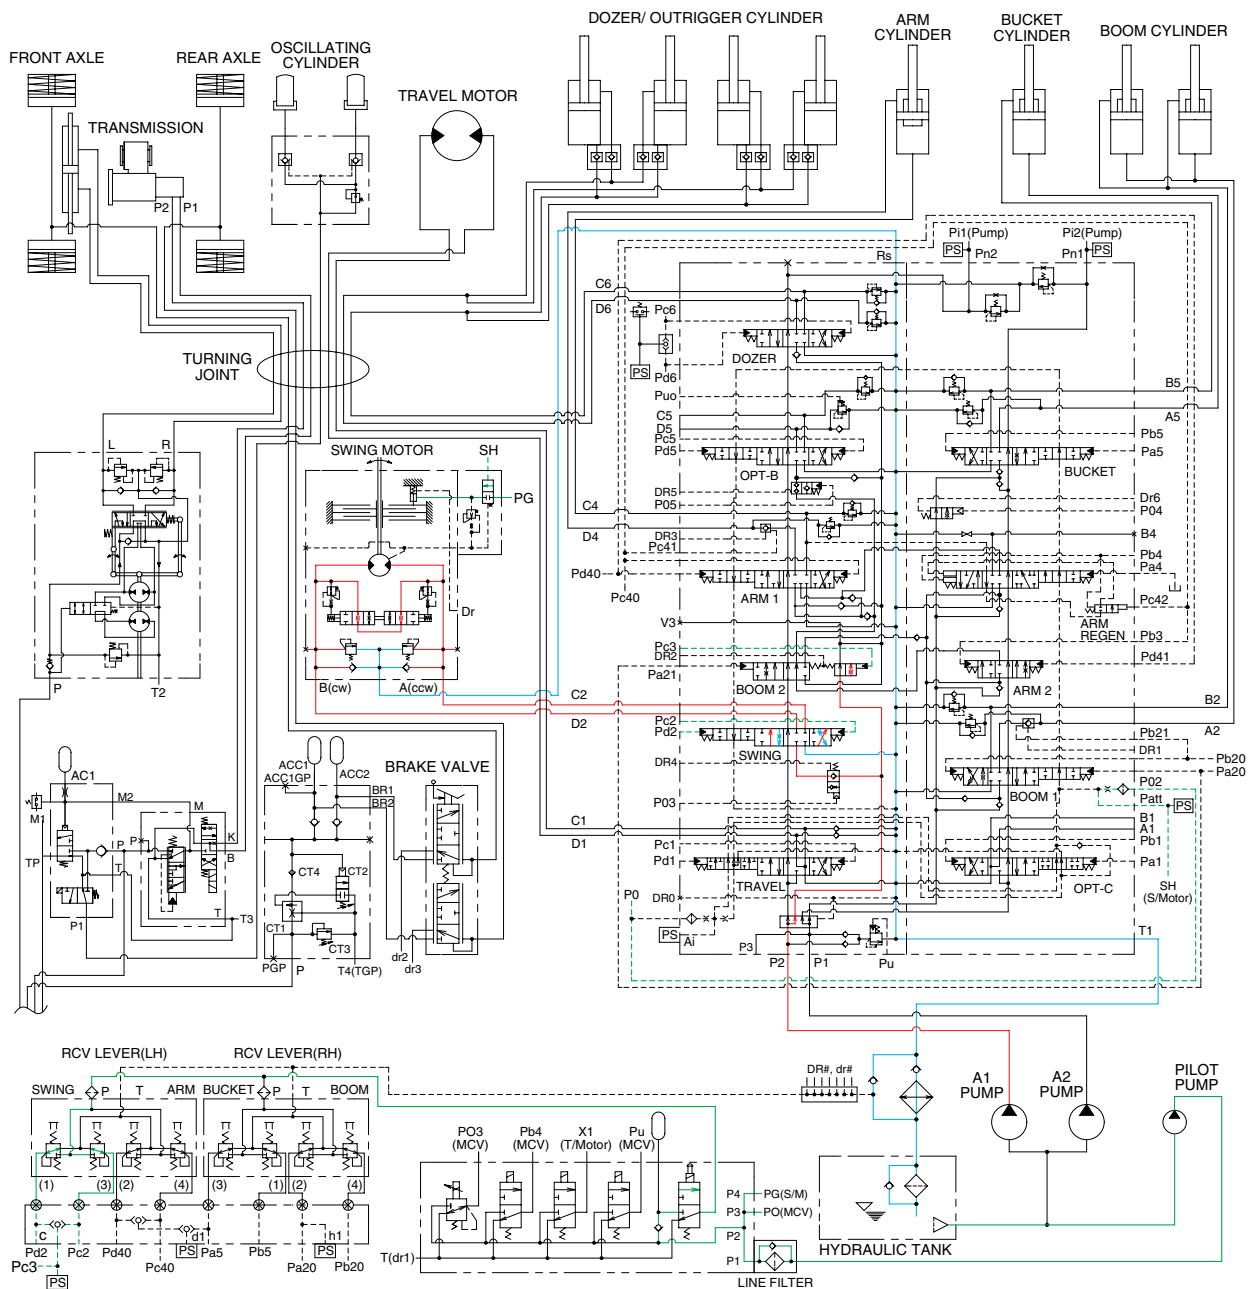 DOZER/ OUTRIGGER CYLINDER
ARM
CYLINDER
BUCKET
CYLINDER
BOOM CYLINDER
FRONT AXLE
REAR AXLE
OSCILLATING
CYLINDER
TRAVEL MOTOR
TRANSMISSION
P2
P1
TURNING
JOINT
Pi1(Pump)
Pi2(Pump)
PS
PS
Rs
Pn2
Pn1
C6
D6
Pc6
DOZER
PS
Pd6
Puo
C5
D5
Pc5
Pd5
OPT-B
B5
A5
Pb5
Pa5
BUCKET
L
R
SWING MOTOR
SH
PG
DR5
P05
C4
D4
DR3
Pc41
Pd40
Pc40
ARM 1
Dr6
P04
B4
Pb4
Pa4
Pc42
ARM
REGEN
Pb3
Pd41
Dr
V3
Pc3
DR2
Pa21
BOOM 2
ARM 2
P
T2
B(cw)
A(ccw)
C2
D2
Pc2
Pd2
SWING
B2
A2
Pb21
DR1
Pb20
Pa20
DR4
P03
BOOM 1
P02
Patt
PS
B1
A1
Pb1
Pa1
AC1
M2
M
M1
K
B
P
P
T
TP
P1
T
T3
ACC1
ACC1GP
ACC2
BR1
BR2
BRAKE VALVE
CT4
CT2
CT1
CT3
PGP
P
T4(TGP)
dr2
dr3
C1
D1
Pc1
Pd1
TRAVEL
OPT-C
P0
DR0
PS
Ai
P3
P2
P1
Pu
T1
SH
(S/Motor)
RCV LEVER(LH)
RCV LEVER(RH)
SWING
P
T
ARM
BUCKET
P
T
BOOM
(1)
(3)
(2)
(4)
(3)
(1)
(2)
(4)
C
d1
h1
Pd2
Pc2
Pd40
PS
Pa5
Pb5
PS
Pc3
PS
Pc40
Pa20
Pb20
DR#, dr#
A1
PUMP
A2
PUMP
PILOT
PUMP
PO3
(MCV)
Pb4
(MCV)
X1
(T/Motor)
Pu
(MCV)
P4
PG(S/M)
P3
PO(MCV)
P2
P1
T(dr1)
LINE FILTER
HYDRAULIC TANK